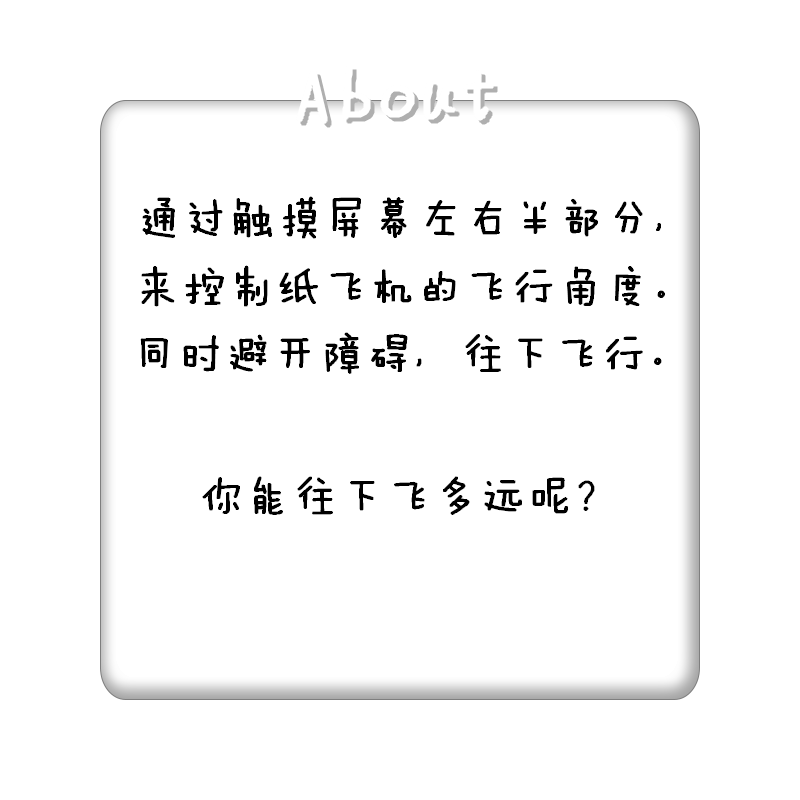 About
通过触摸屏幕左右半部分,
来控制纸飞机的飞行角度。
同时避开障碍, 往下飞行。
你能往下飞多远呢?